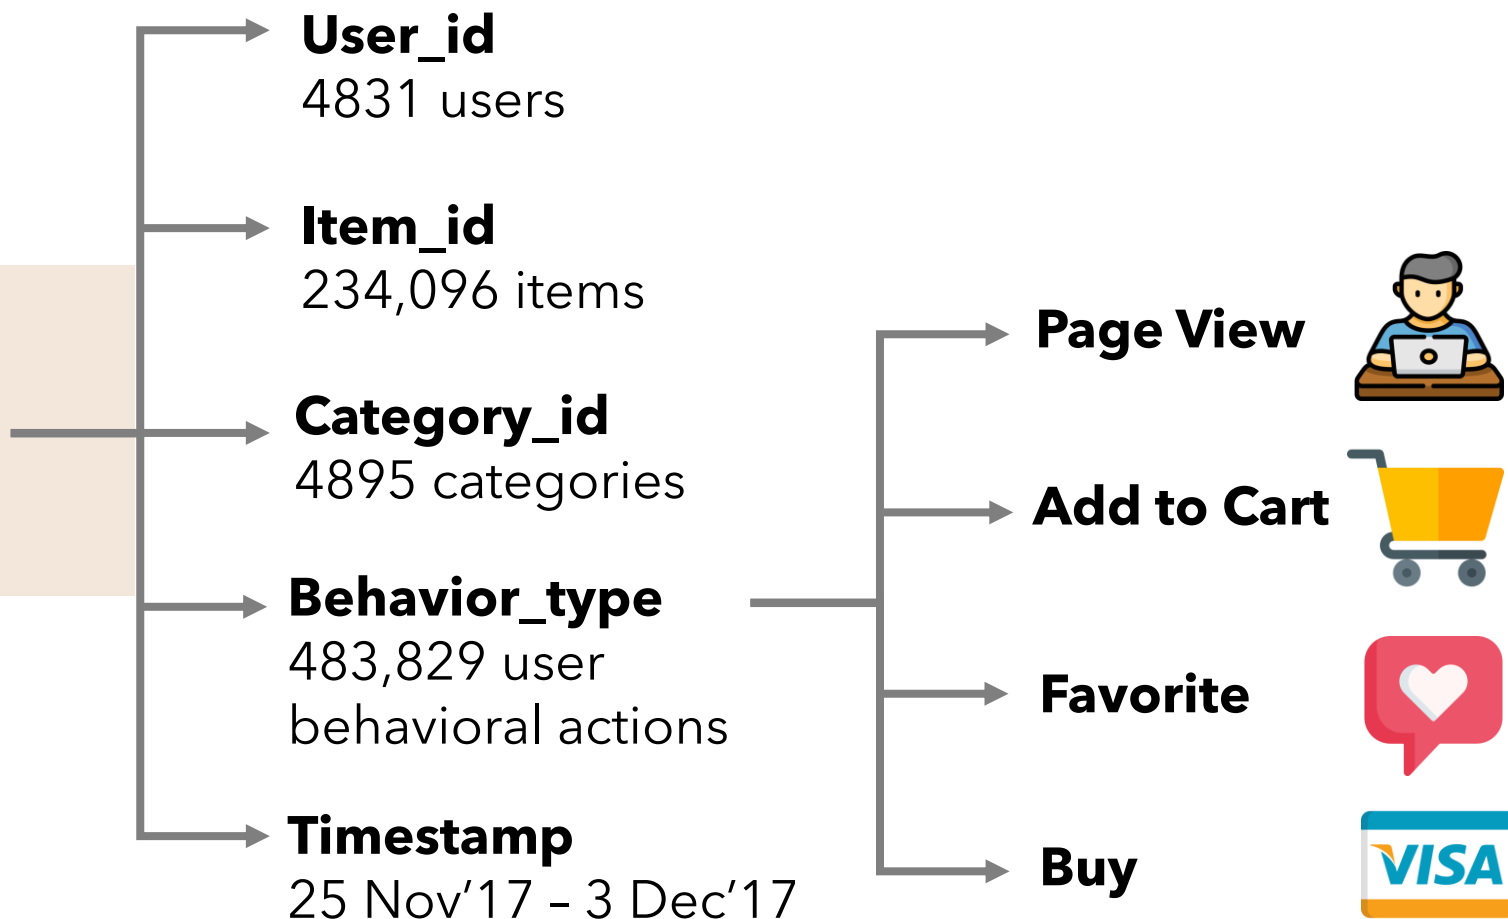 User_id
4831 users
Item_id
234,096 items
Category_id
4895 categories
Behavior_type
483,829 user
behavioral actions
Timestamp
25 Nov’17 – 3 Dec’17
Page View
Add to Cart
Favorite
Buy
VISA